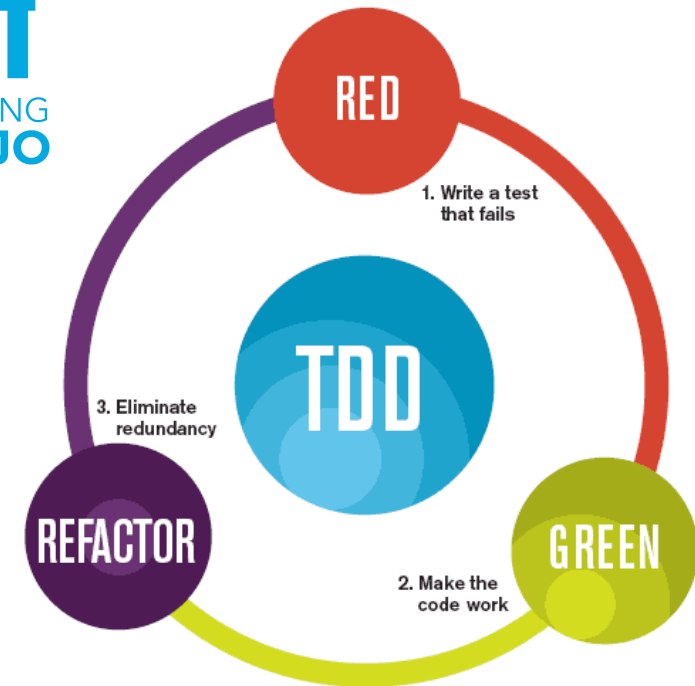 T
NG
JO
RED
1. Write a test
that fails
TDD
3. Eliminate
redundancy
REFACTOR
GREEN
2. Make the
code work